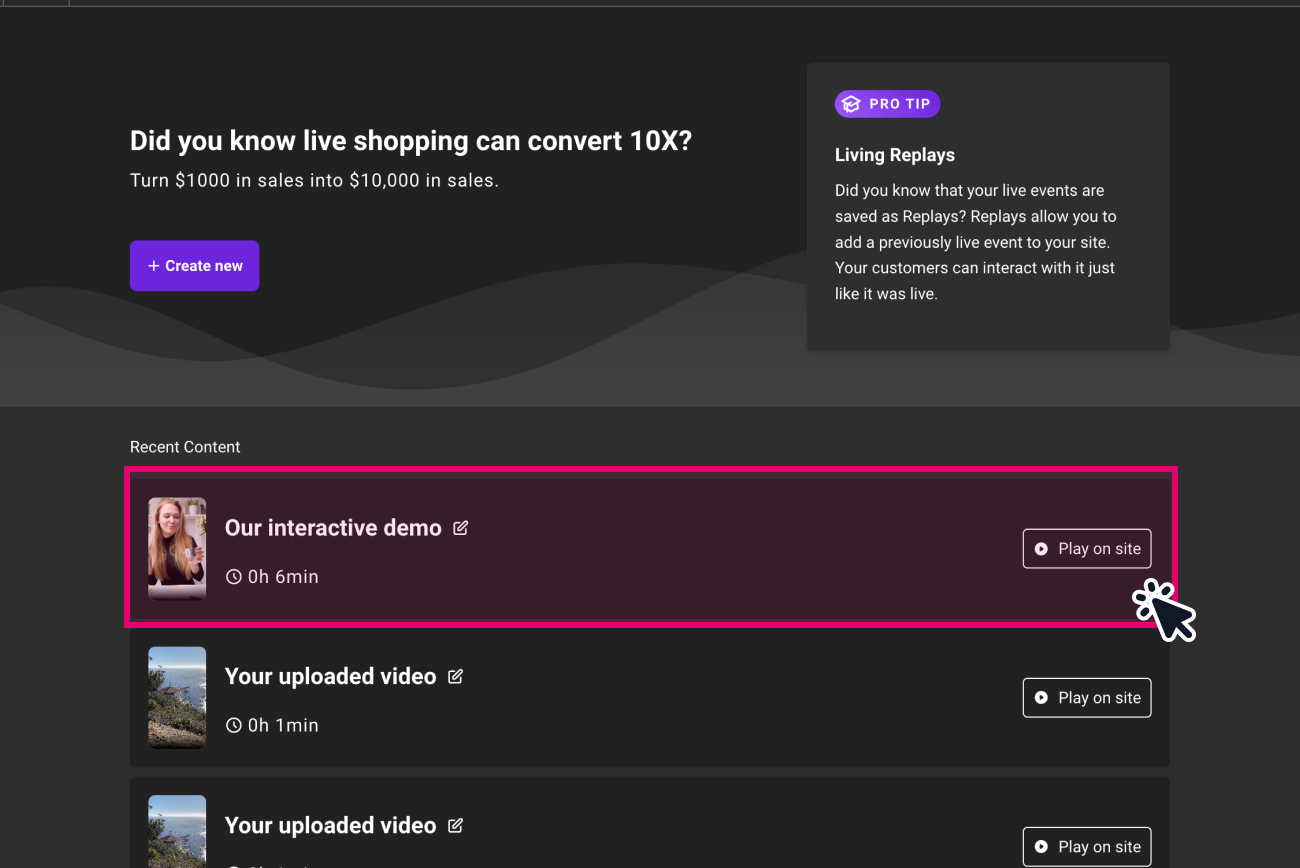 Did you know live shopping can convert 10X?
Turn $1000 in sales into $10,000 in sales.
+ Create new
PRO TIP
Living Replays
Did you know that your live events are
saved as Replays? Replays allow you to
add a previously live event to your site.
Your customers can interact with it just
like it was live.
Recent Content
Our interactive demo
0h 6min
Play on site
Your uploaded video
0h 1min
Play on site
Your uploaded video
Play on site